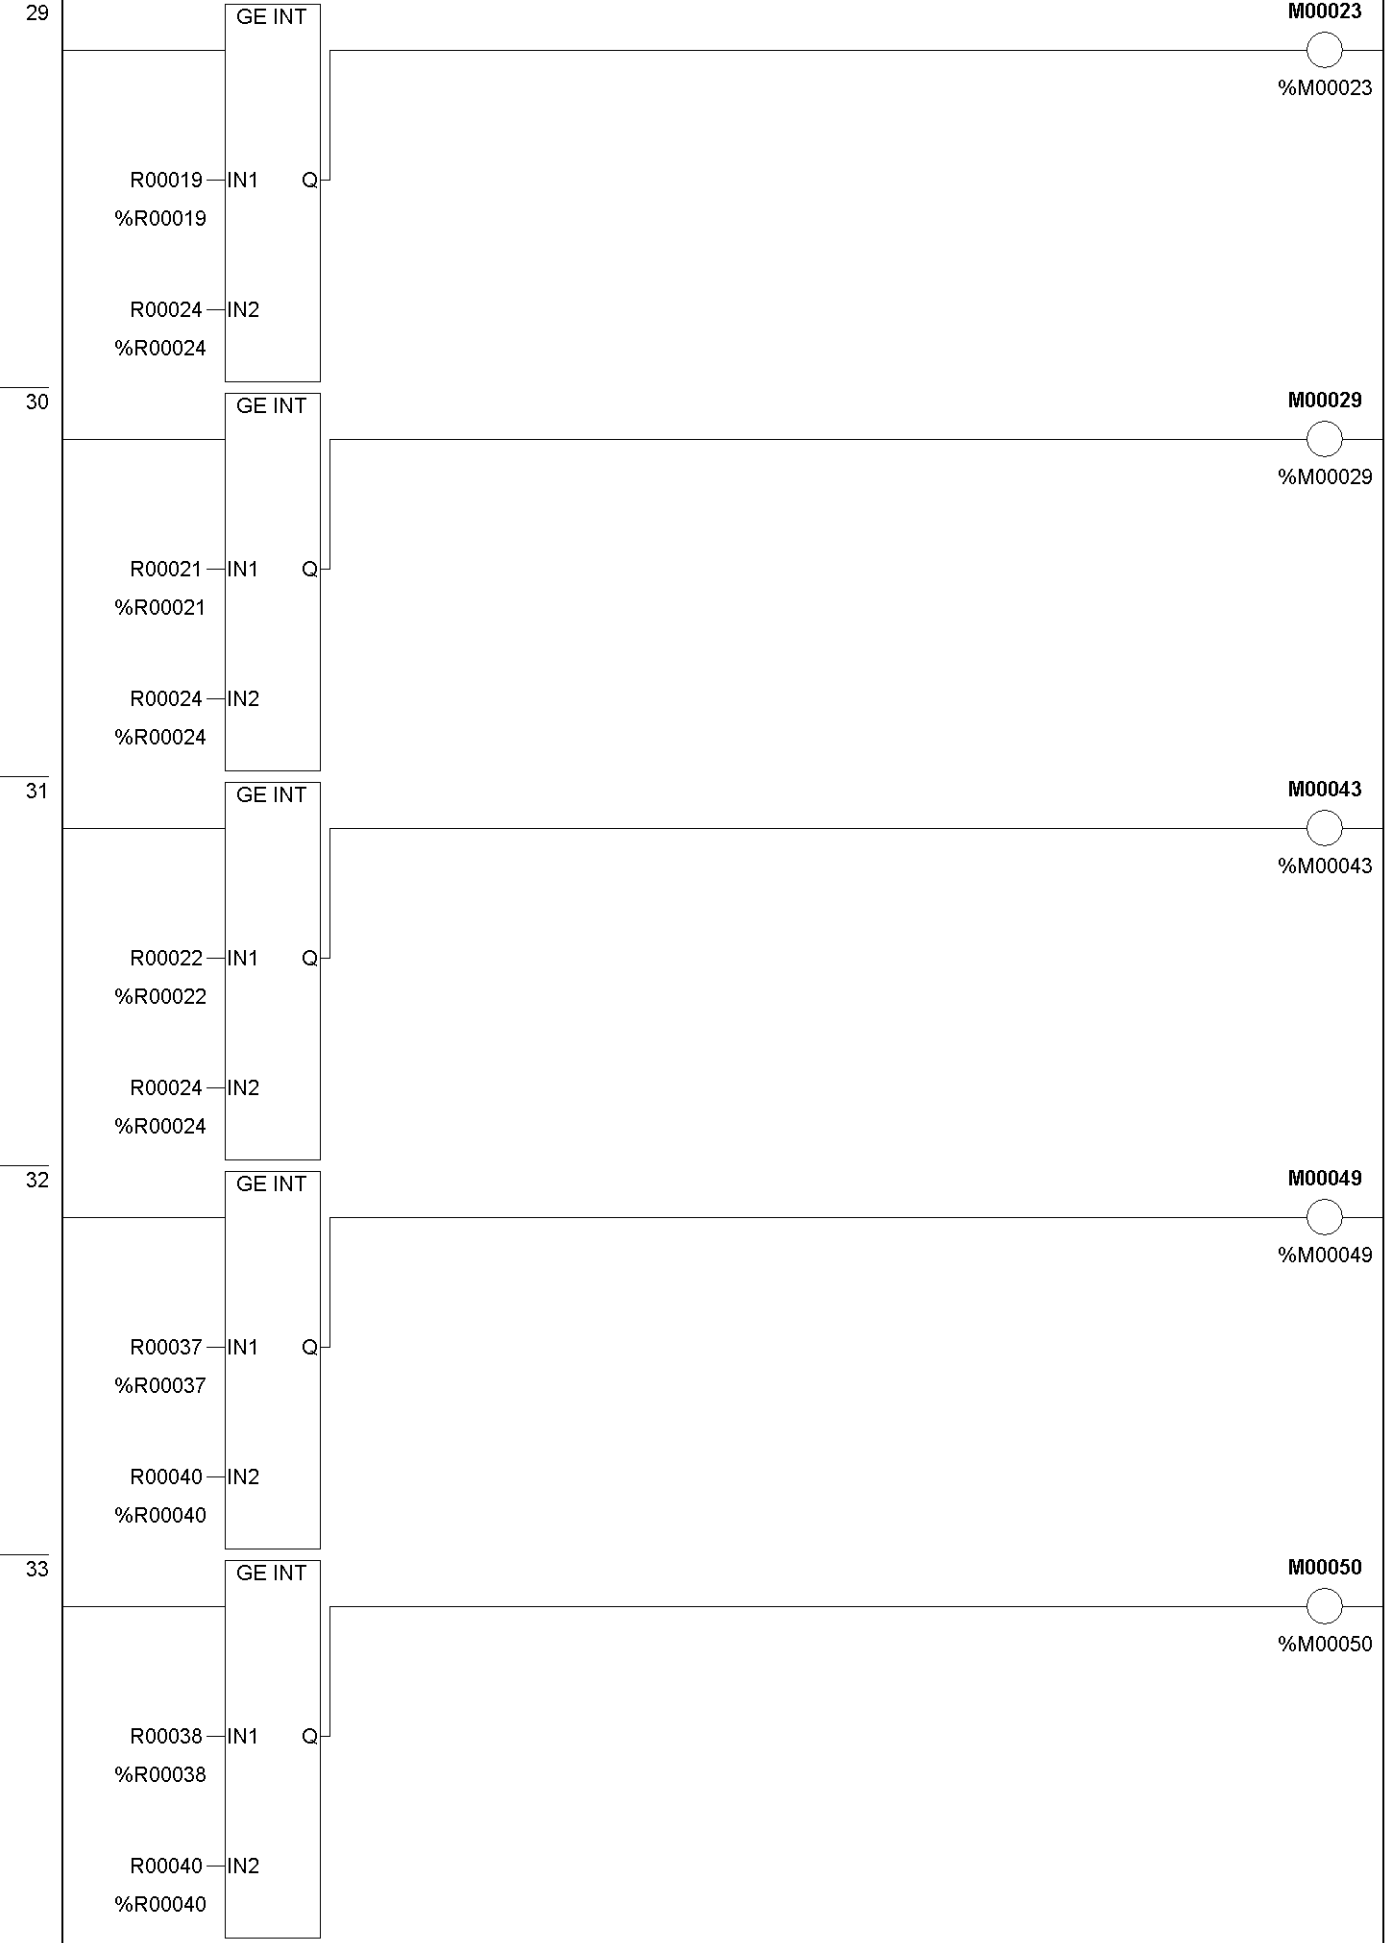 29
GE INT
M00023
%M00023
R00019 IN1 Q
%R00019
R00024 IN2
%R00024
30
GE INT
M00029
%M00029
R00021 IN1 Q
%R00021
R00024 IN2
%R00024
31
GE INT
M00043
%M00043
R00022 IN1 Q
%R00022
R00024 IN2
%R00024
32
GE INT
M00049
%M00049
R00037 IN1 Q
%R00037
R00040 IN2
%R00040
33
GE INT
M00050
%M00050
R00038 IN1 Q
%R00038
R00040 IN2
%R00040